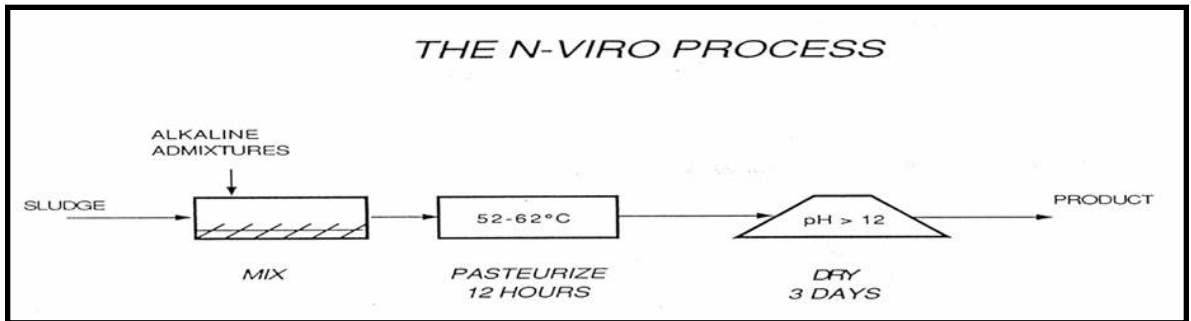 THE N-VIRO PROCESS
ALKALINE
ADMIXTURES
SLUDGE
52-62°C
pH > 12
PRODUCT
MIX
PASTEURIZE
12 HOURS
DRY
3 DAYS